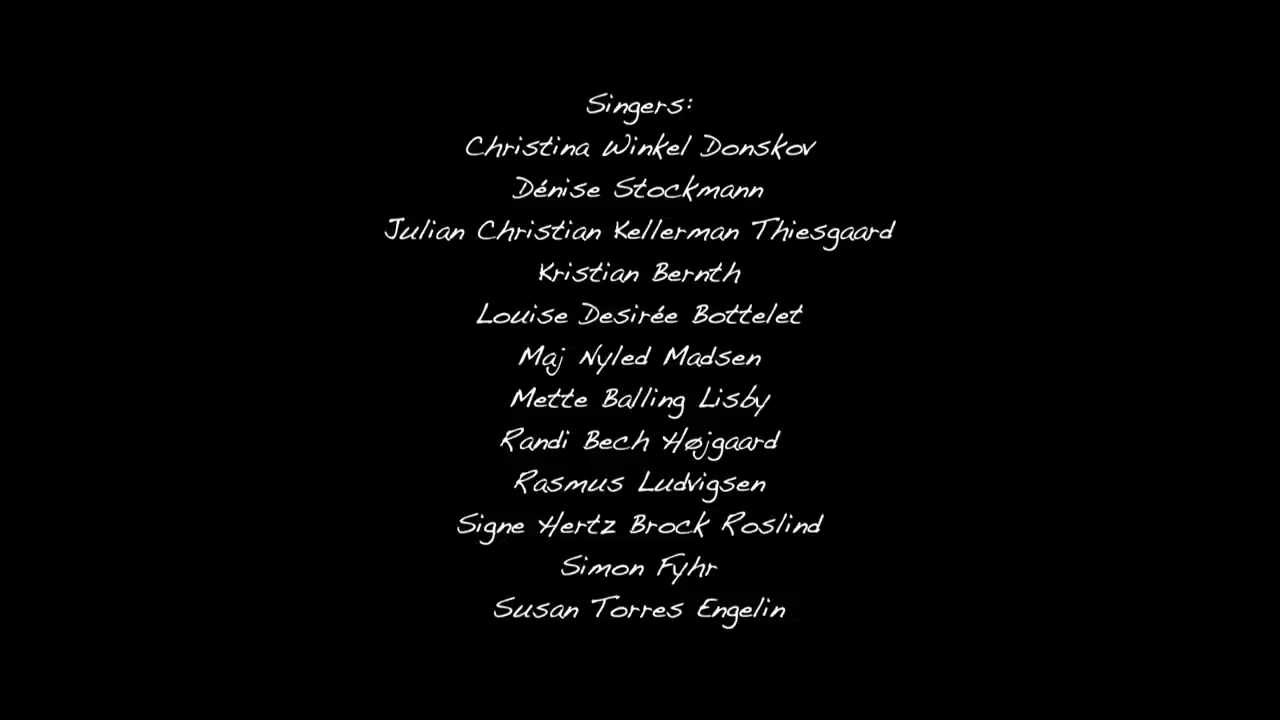 Singers:
Christina Winkel Donskov
Dénise Stockmann
Julian Christian Kellerman Thiesgaard
Kristian Bernth
Louise Desirée Bottelet
Maj Nyled Madsen
Mette Balling Lisby
Randi Bech Højgaard
Rasmus Ludvigsen
Signe Hertz Brock Roslind
Simon Fyhr
Susan Torres Engelin